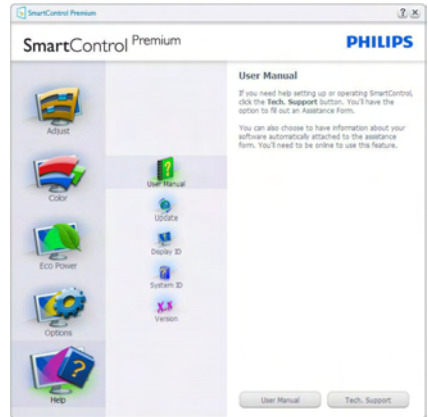 SmartControl Premium
SmartControl Premium
PHILIPS
Adjust
Color
Eco Power
Options
Help
User Manual
Update
Display ID
System ID
Version
User Manual
If you need help setting up or operating SmartControl,
click the Tech. Support button. You'll have the
option to fill out an Assistance Form.
You can also choose to have information about your
software automatically attached to the assistance
form. You'll need to be online to use this feature.
User Manual
Tech. Support